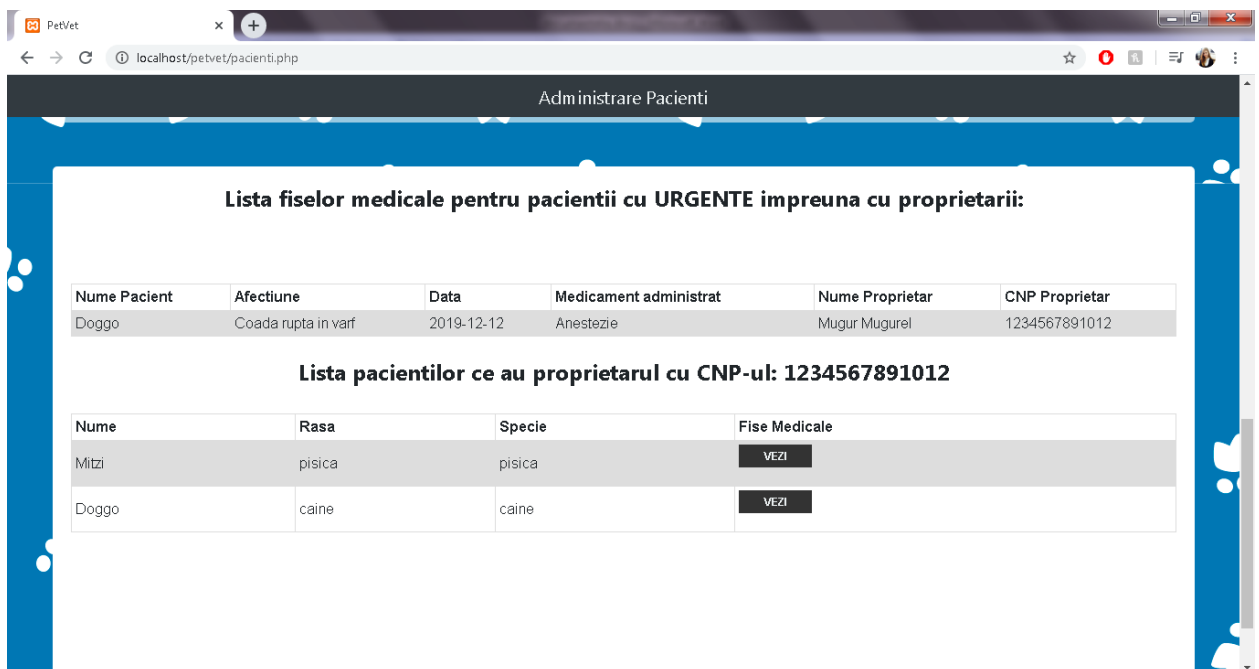 PetVet
localhost/petvet/pacienti.php
Administrare Pacienti
Lista fiselor medicale pentru pacientii cu URGENTE impreuna cu proprietarii:
Nume Pacient Afectiune Data Medicament administrat Nume Proprietar CNP Proprietar
Doggo Coada rupta in varf 2019-12-12 Anestezie Mugur Mugurel 1234567891012
Lista pacientilor ce au proprietarul cu CNP-ul: 1234567891012
Nume Rasa Specie Fise Medicale
Mitzi pisica pisica VEZI
Doggo caine caine VEZI